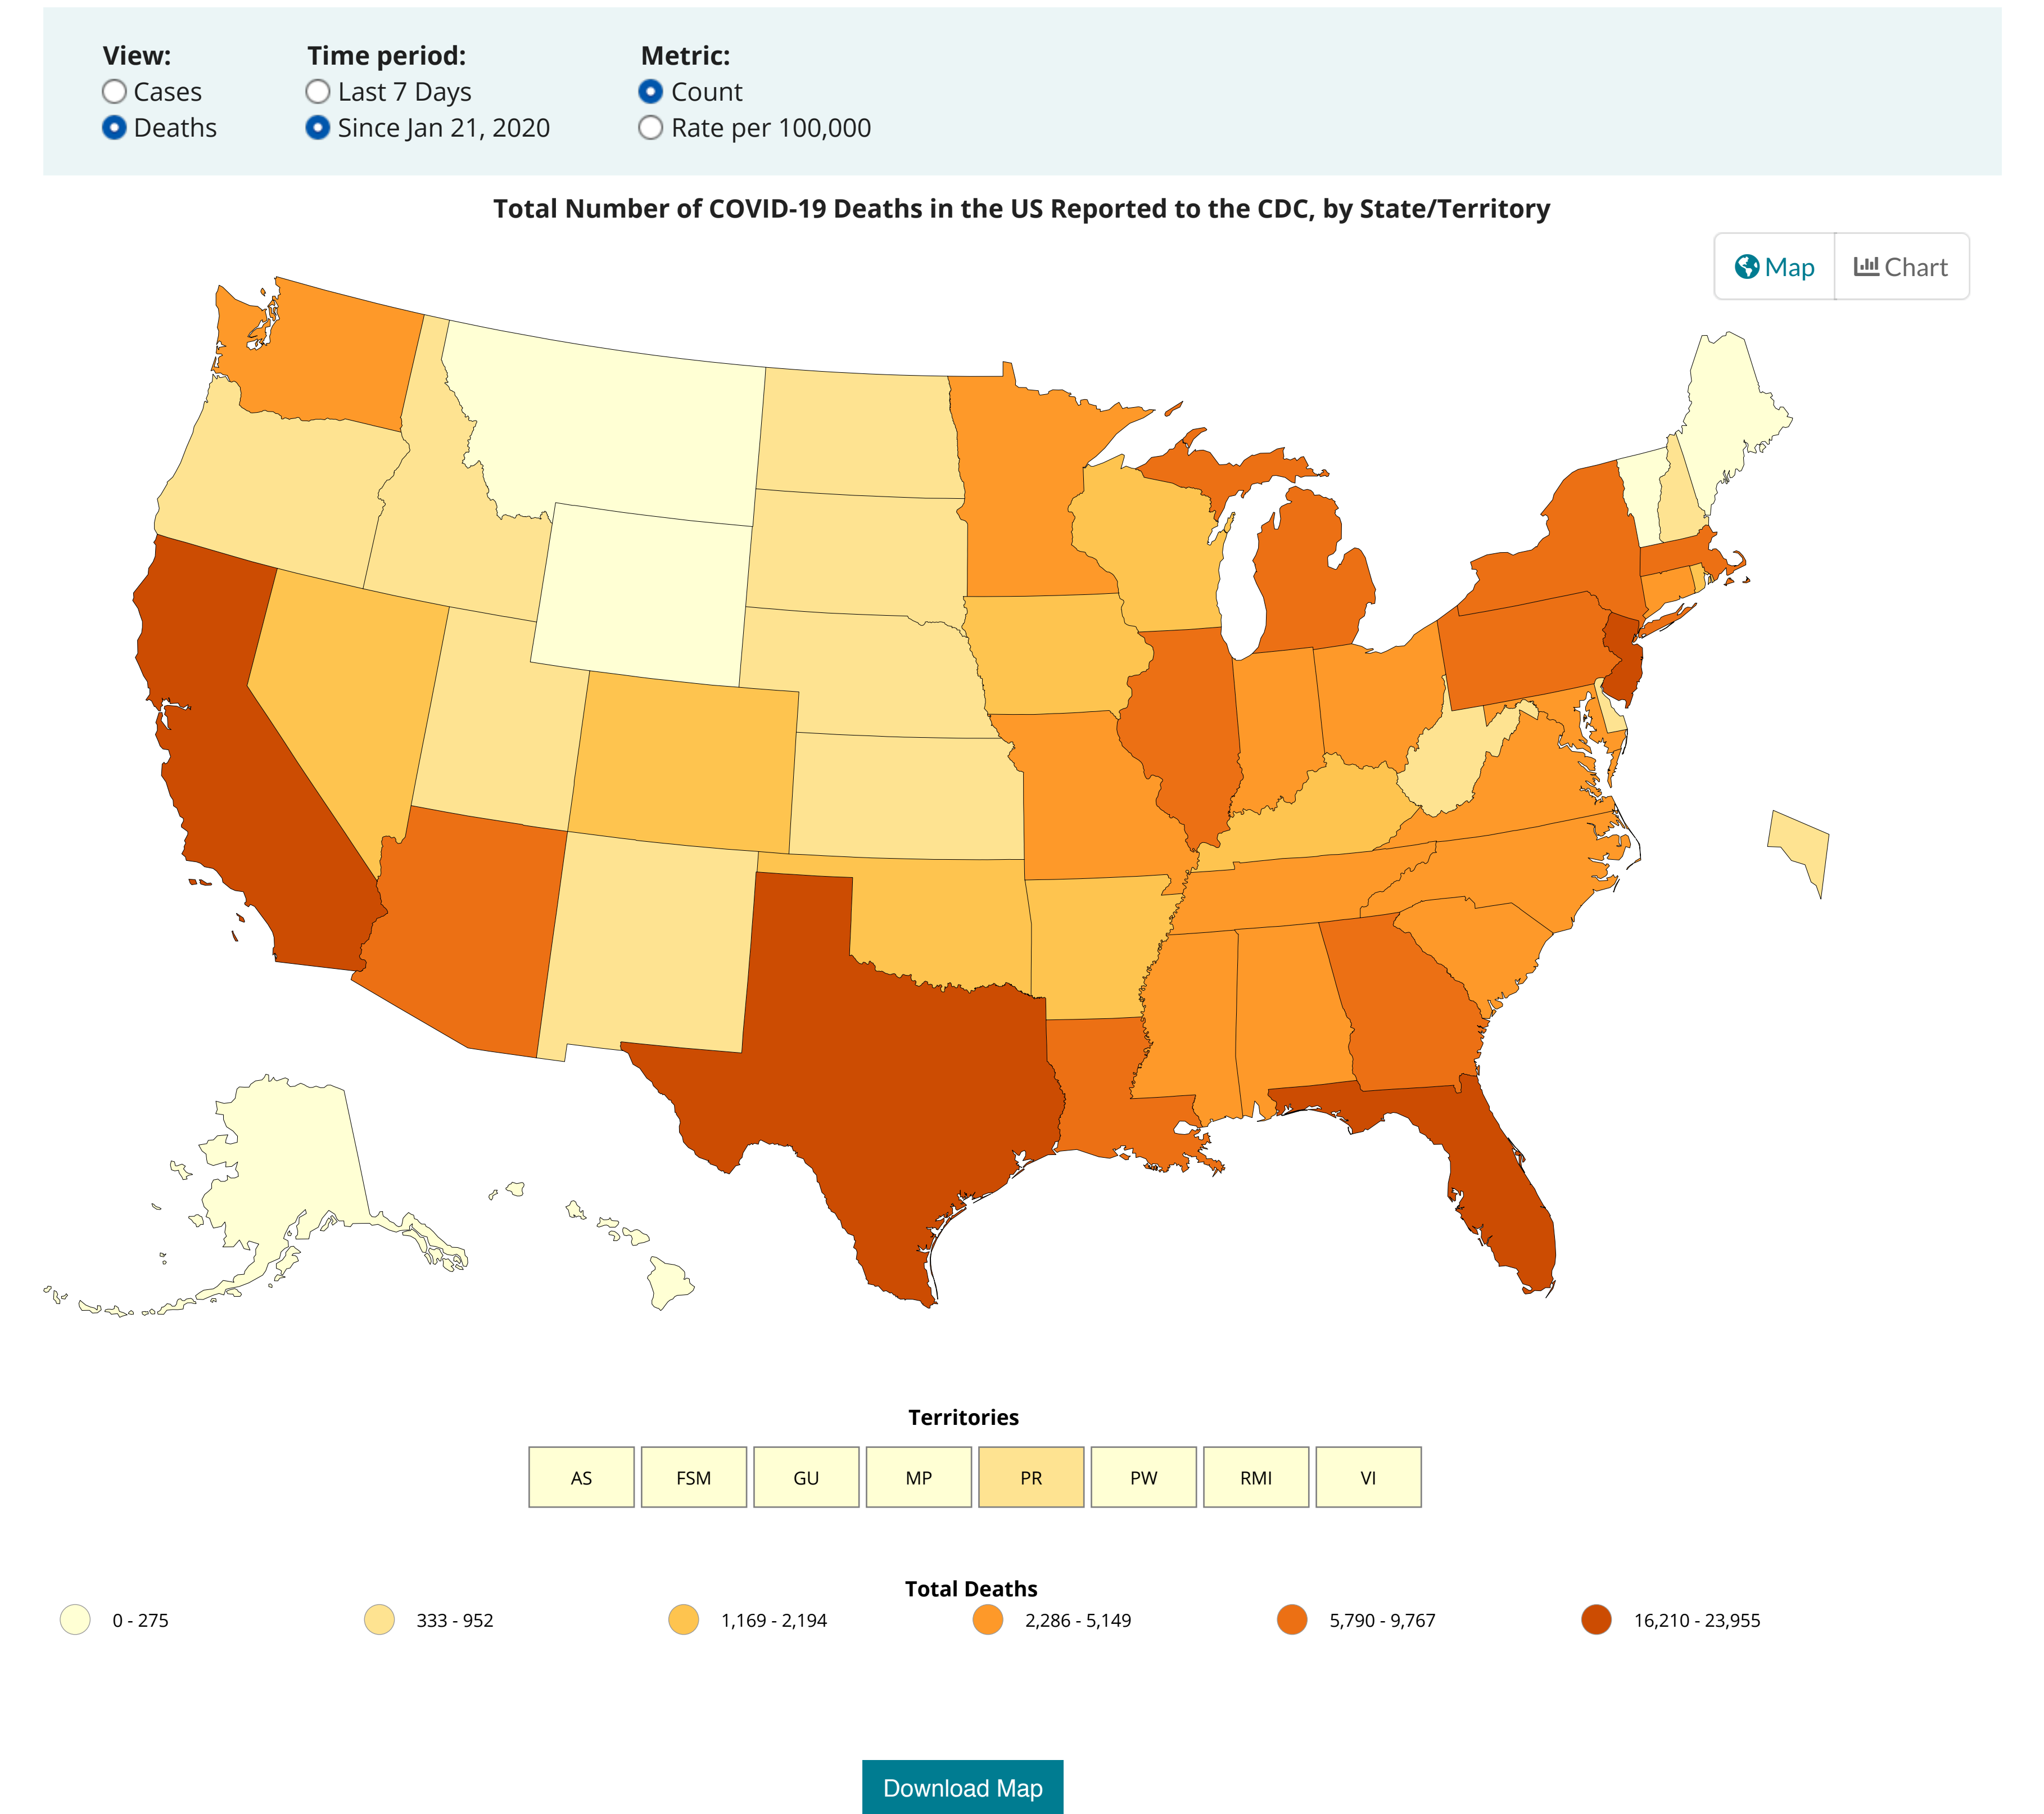 View:
Time period:
Metric:
Cases
Last 7 Days
Count
Deaths
Since Jan 21, 2020
Rate per 100,000
Total Number of COVID-19 Deaths in the US Reported to the CDC, by State/Territory
Map
Chart
Territories
AS
FSM
GU
MP
PR
PW
RMI
VI
Total Deaths
0 - 275
333 - 952
1,169 - 2,194
2,286 - 5,149
5,790 - 9,767
16,210 - 23,955
Download Map